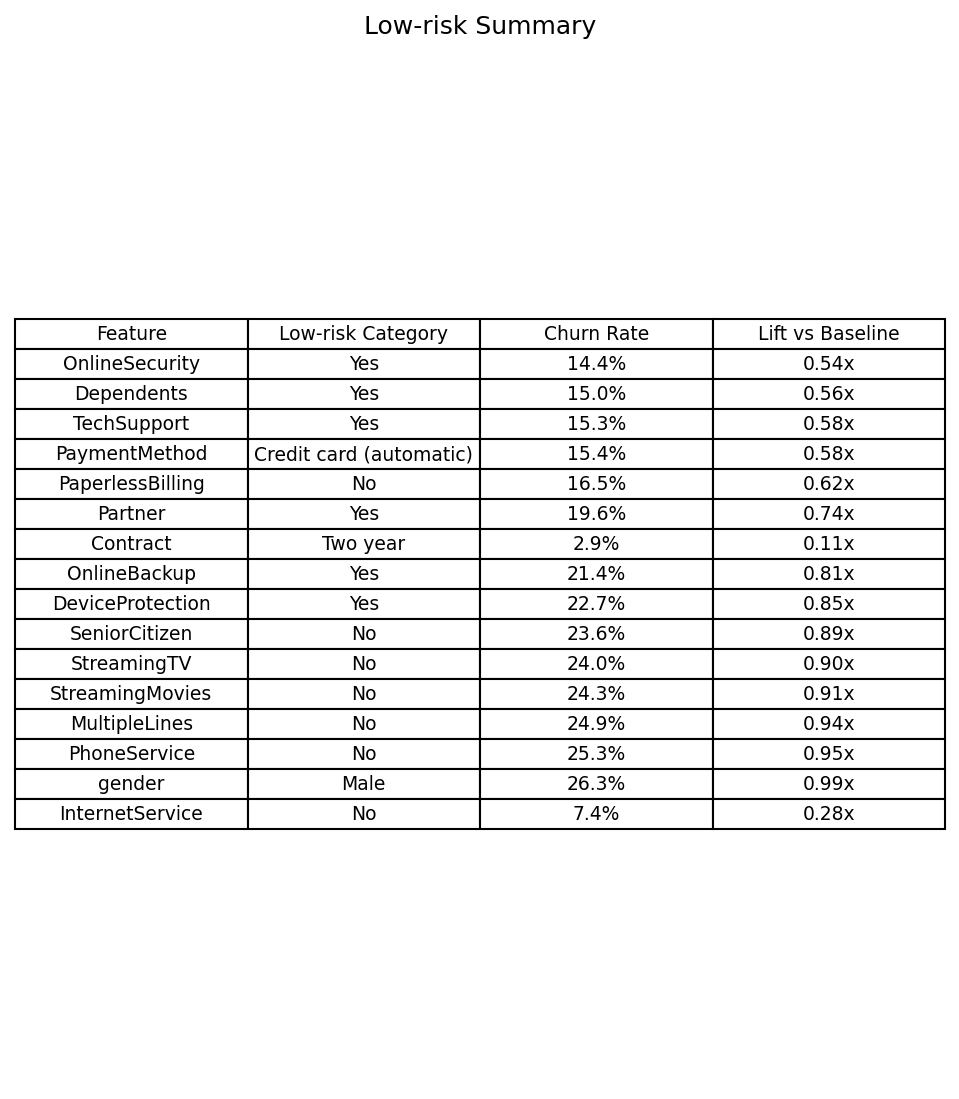 Low-risk Summary
Feature Low-risk Category Churn Rate Lift vs Baseline
OnlineSecurity Yes 14.4% 0.54x
Dependents Yes 15.0% 0.56x
TechSupport Yes 15.3% 0.58x
PaymentMethod Credit card (automatic) 15.4% 0.58x
PaperlessBilling No 16.5% 0.62x
Partner Yes 19.6% 0.74x
Contract Two year 2.9% 0.11x
OnlineBackup Yes 21.4% 0.81x
DeviceProtection Yes 22.7% 0.85x
SeniorCitizen No 23.6% 0.89x
StreamingTV No 24.0% 0.90x
StreamingMovies No 24.3% 0.91x
MultipleLines No 24.9% 0.94x
PhoneService No 25.3% 0.95x
gender Male 26.3% 0.99x
InternetService No 7.4% 0.28x